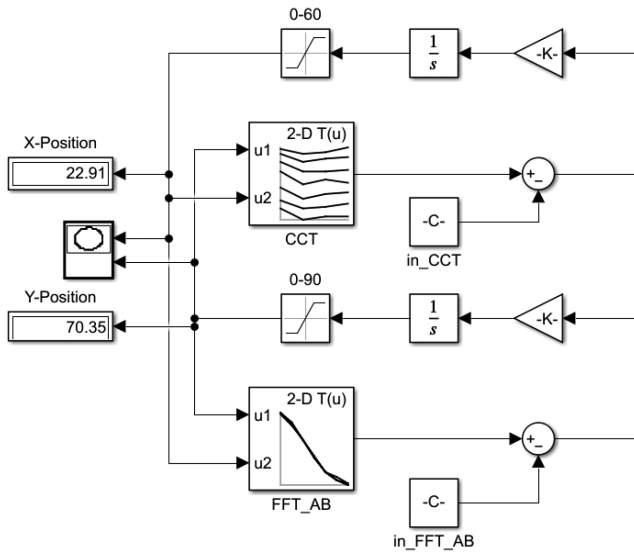 0-60
1
s
-K-
X-Position
22.91
2-D T(u)
u1
u2
CCT
+
-
-C-
in_CCT
Y-Position
70.35
0-90
1
s
-K-
2-D T(u)
u1
u2
FFT_AB
+
-
-C-
in_FFT_AB